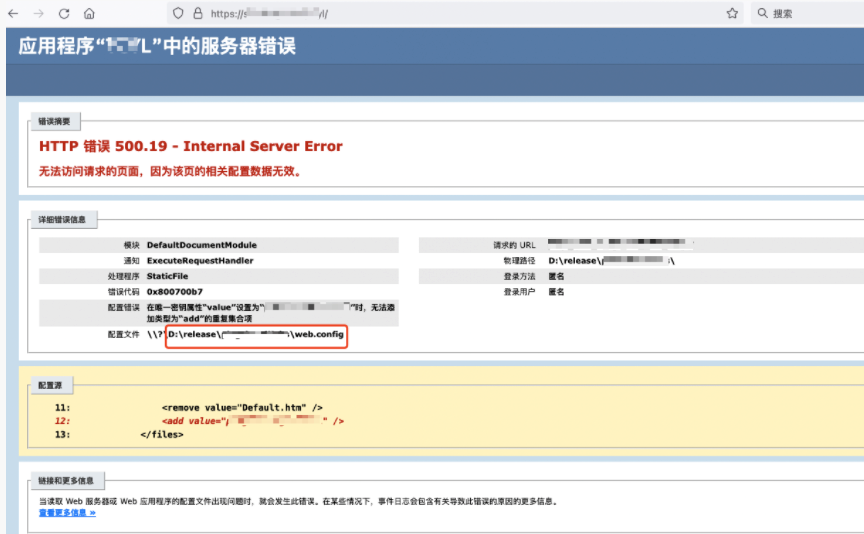 https://
搜索
应用程序“ L”中的服务器错误
错误摘要
HTTP 错误 500.19 - Internal Server Error
无法访问请求的页面，因为该页的相关配置数据无效。
详细错误信息
模块 DefaultDocumentModule
通知 ExecuteRequestHandler
处理程序 StaticFile
错误代码 0x800700b7
配置错误 在唯一密钥属性“value”设置为“ ”时，无法添
加类型为“add”的重复集合项
配置文件 \\?\D:\release\ \web.config
请求的 URL
物理路径 D:\release\ \
登录方法 匿名
登录用户 匿名
配置源
11: <remove value="Default.htm" />
12: <add value=" " />
13: </files>
链接和更多信息
当读取 Web 服务器或 Web 应用程序的配置文件出现问题时，就会发生此错误。在某些情况下，事件日志会包含有关导致此错误的原因的更多信息。
查看更多信息 »